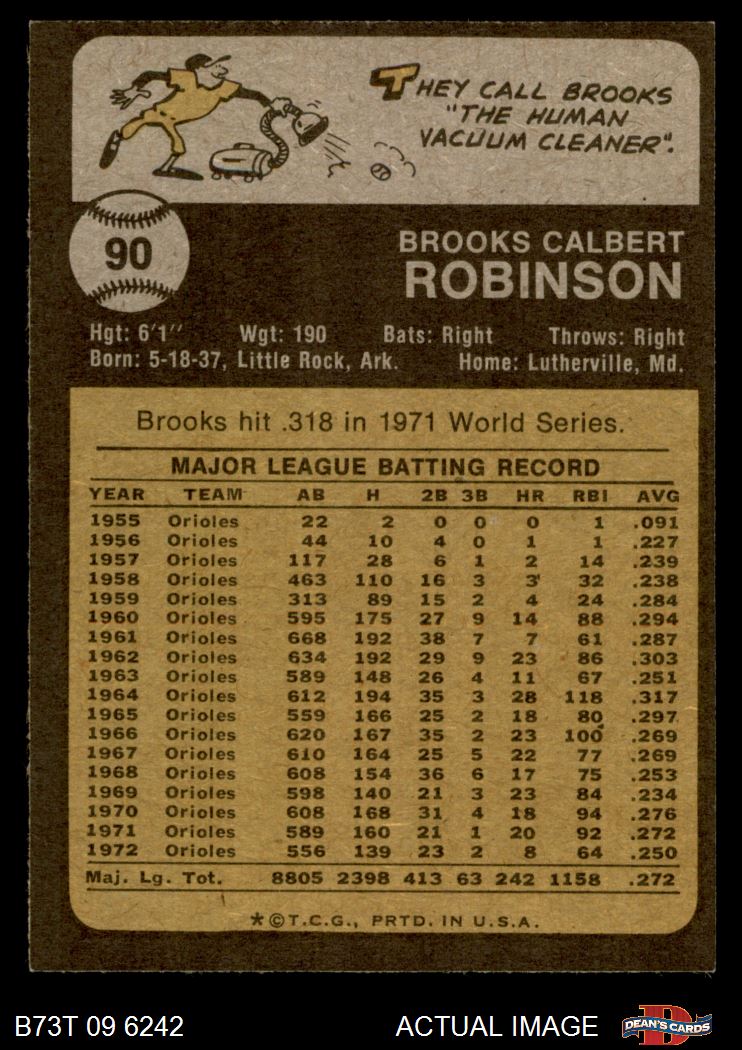 THEY CALL BROOKS
"THE HUMAN
VACUUM CLEANER".
90
BROOKS CALBERT
ROBINSON
Hgt: 6'1'' Wgt: 190 Bats: Right Throws: Right
Born: 5-18-37, Little Rock, Ark. Home: Lutherville, Md.
Brooks hit .318 in 1971 World Series.
MAJOR LEAGUE BATTING RECORD
YEAR TEAM AB H 2B 3B HR RBI AVG
1955 Orioles 22 2 0 0 0 1 .091
1956 Orioles 44 10 4 0 1 1 .227
1957 Orioles 117 28 6 1 2 14 .239
1958 Orioles 463 110 16 3 3 32 .238
1959 Orioles 313 89 15 2 4 24 .284
1960 Orioles 595 175 27 9 14 88 .294
1961 Orioles 668 192 38 7 7 61 .287
1962 Orioles 634 192 29 9 23 86 .303
1963 Orioles 589 148 26 4 11 67 .251
1964 Orioles 612 194 35 3 28 118 .317
1965 Orioles 559 166 25 2 18 80 .297
1966 Orioles 620 167 35 2 23 100 .269
1967 Orioles 610 164 25 5 22 77 .269
1968 Orioles 608 154 36 6 17 75 .253
1969 Orioles 598 140 21 3 23 84 .234
1970 Orioles 608 168 31 4 18 94 .276
1971 Orioles 589 160 21 1 20 92 .272
1972 Orioles 556 139 23 2 8 64 .250
Maj. Lg. Tot. 8805 2398 413 63 242 1158 .272
*©T.C.G., PRTD. IN U.S.A.
B73T 09 6242 ACTUAL IMAGE
D
DEAN'S CARDS